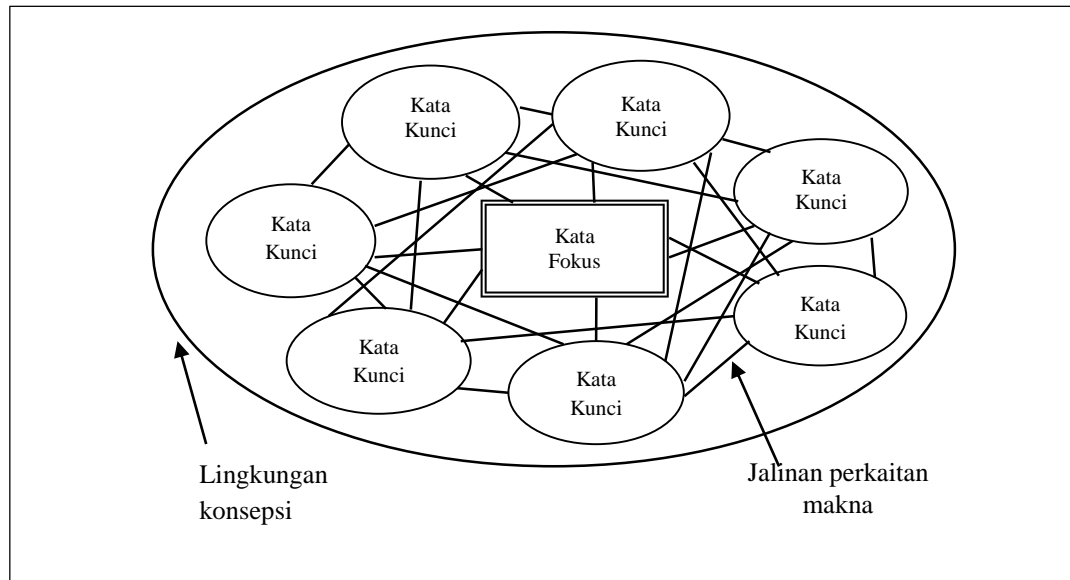 Kata
Kunci
Kata
Kunci
Kata
Kunci
Kata
Kunci
Kata
Fokus
Kata
Kunci
Kata
Kunci
Kata
Kunci
Lingkungan
konsepsi
Jalinan perkaitan
makna